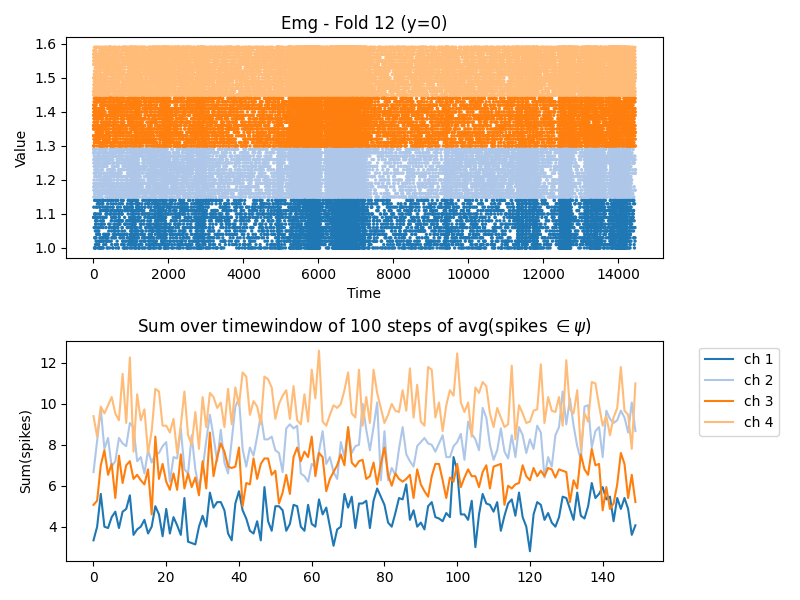 Emg - Fold 12 (y=0)
1.6
1.5
1.4
1.3
1.2
1.1
1.0
Value
0 2000 4000 6000 8000 10000 12000 14000
Time
Sum over timewindow of 100 steps of avg(spikes ∈ ψ)
12
10
8
6
4
Sum(spikes)
0 20 40 60 80 100 120 140
ch 1
ch 2
ch 3
ch 4